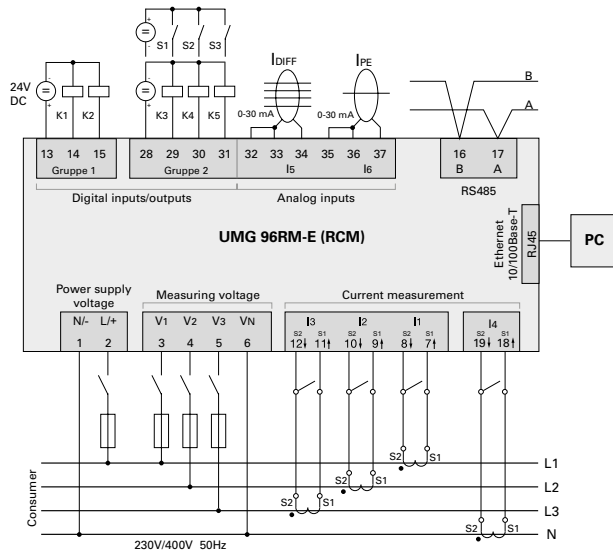 S1 S2 S3
24V
DC
K1 K2
K3 K4 K5
IDIFF
IPE
0-30 mA
0-30 mA
B
A
13 14 15
Gruppe 1
28 29 30 31
Gruppe 2
32 33 34
I5
35 36 37
I6
16 17
B A
Digital inputs/outputs
Analog inputs
RS485
UMG 96RM-E (RCM)
Ethernet
10/100Base-T
RJ45
PC
Power supply
voltage
N/- L/+
1 2
Measuring voltage
V1 V2 V3 VN
3 4 5 6
Current measurement
I3 I2 I1
S2 S1 S2 S1 S2 S1
12 11 10 9 8 7
I4
S2 S1
19 18
S2 S1
L1
S2 S1
L2
S2 S1
L3
S2 S1
N
Consumer
230V/400V 50Hz